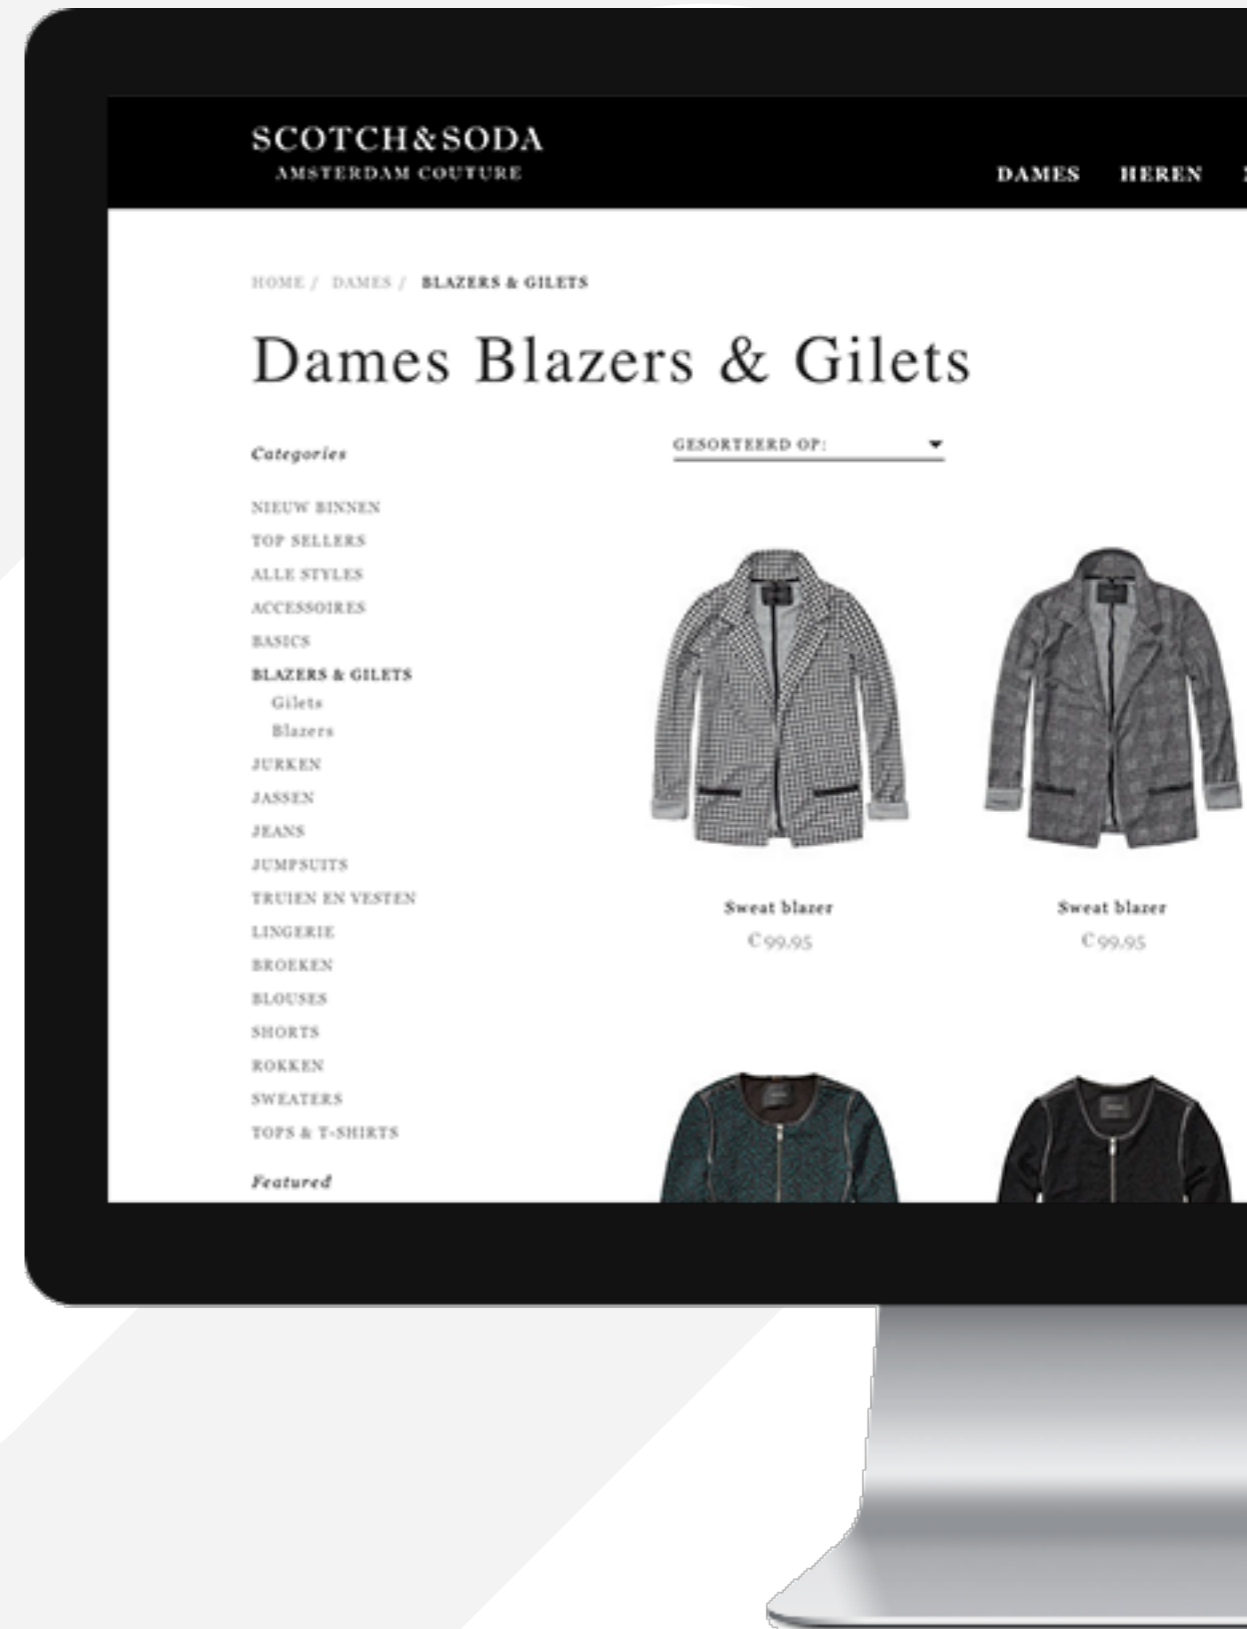 SCOTCH&SODA
AMSTERDAM COUTURE
DAMES HEREN
HOME / DAMES / BLAZERS & GILETS
Dames Blazers & Gilets
Categories
GESORTEERD OP:
NIEUW BINNEN
TOP SELLERS
ALLE STYLES
ACCESSOIRES
BASICS
BLAZERS & GILETS
Gilets
Blazers
JURKEN
JASSEN
JEANS
JUMPSUITS
TRUIEN EN VESTEN
LINGERIE
BROEKEN
BLOUSES
SHORTS
ROKKEN
SWEATERS
TOPS & T-SHIRTS
Featured
Sweat blazer
€ 99.95
Sweat blazer
€ 99.95